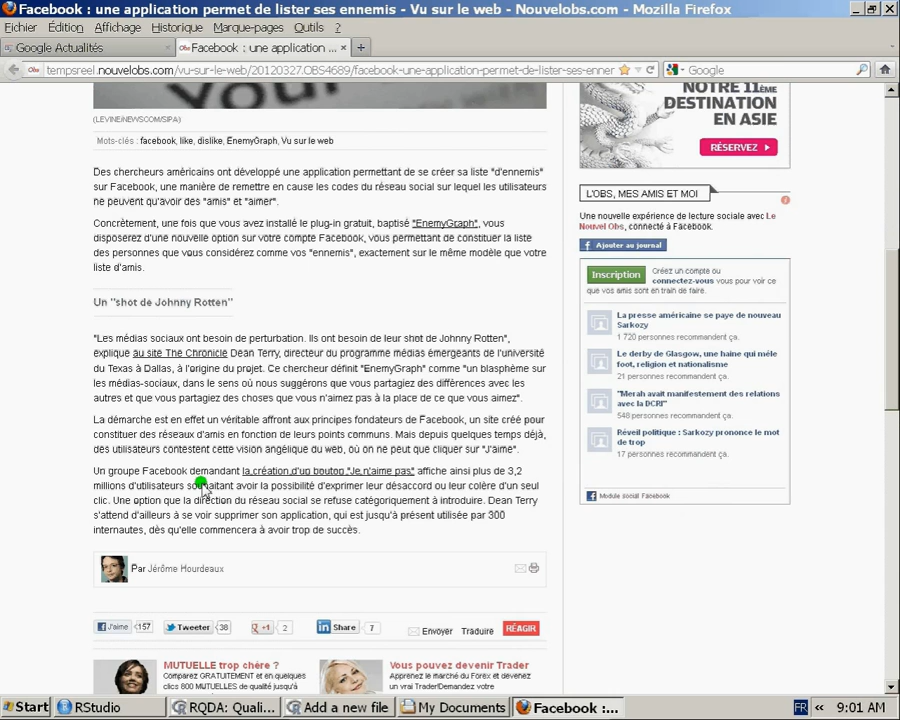 Facebook : une application permet de lister ses ennemis - Vu sur le web - Nouvelobs.com - Mozilla Firefox
Fichier Édition Affichage Historique Marque-pages Outils ?
Google Actualités
Obs Facebook : une application permet ...
Obs tempsreel.nouvelobs.com/vu-sur-le-web/20120327.OBS4689/facebook-une-application-permet-de-lister-ses-enner
Google
(LEVINE/NEWSCOM/SIPA)
Mots-clés : facebook, like, dislike, EnemyGraph, Vu sur le web
Des chercheurs américains ont développé une application permettant de se créer sa liste "d'ennemis"
sur Facebook, une manière de remettre en cause les codes du réseau social sur lequel les utilisateurs
ne peuvent qu'avoir des "amis" et "aimer".
Concrètement, une fois que vous avez installé le plug-in gratuit, baptisé "EnemyGraph", vous
disposerez d'une nouvelle option sur votre compte Facebook, vous permettant de constituer la liste
des personnes que vous considérez comme vos "ennemis", exactement sur le même modèle que votre
liste d'amis.
Un "shot de Johnny Rotten"
"Les médias sociaux ont besoin de perturbation. Ils ont besoin de leur shot de Johnny Rotten",
explique au site The Chronicle Dean Terry, directeur du programme médias émergeants de l'université
du Texas à Dallas, à l'origine du projet. Ce chercheur définit "EnemyGraph" comme "un blasphème sur
les médias-sociaux, dans le sens où nous suggérons que vous partagiez des différences avec les
autres et que vous partagiez des choses que vous n'aimez pas à la place de ce que vous aimez".
La démarche est en effet un véritable affront aux principes fondateurs de Facebook, un site créé pour
constituer des réseaux d'amis en fonction de leurs points communs. Mais depuis quelques temps déjà,
des utilisateurs contestent cette vision angélique du web, où on ne peut que cliquer sur "J'aime".
Un groupe Facebook demandant la création d'un bouton "Je n'aime pas" affiche ainsi plus de 3,2
millions d'utilisateurs souhaitant avoir la possibilité d'exprimer leur désaccord ou leur colère d'un seul
clic. Une option que la direction du réseau social se refuse catégoriquement à introduire. Dean Terry
s'attend d'ailleurs à se voir supprimer son application, qui est jusqu'à présent utilisée par 300
internautes, dès qu'elle commencera à avoir trop de succès.
Par Jérôme Hourdeaux
J'aime 157
Tweeter 38
+1 2
Share 7
Envoyer Traduire RÉAGIR
MUTUELLE trop chère ?
Comparez GRATUITEMENT et en quelques
clics 800 MUTUELLES de qualité jusqu'à
Vous pouvez devenir Trader
Apprenez le marché du Forex et devenez
un vrai Trader!Demandez votre
NOTRE 11ÈME
DESTINATION
EN ASIE
RÉSERVEZ
L'OBS, MES AMIS ET MOI
Une nouvelle expérience de lecture sociale avec Le
Nouvel Obs, connecté à Facebook.
Ajouter au journal
Inscription
Créez un compte ou
connectez-vous pour voir ce
que vos amis sont en train de faire.
La presse américaine se paye de nouveau
Sarkozy
1 720 personnes recommandent ça.
Le derby de Glasgow, une haine qui mêle
foot, religion et nationalisme
21 personnes recommandent ça.
"Merah avait manifestement des relations
avec la DCRI"
548 personnes recommandent ça.
Réveil politique : Sarkozy prononce le mot
de trop
17 personnes recommandent ça.
Module social Facebook
Start RStudio RQDA: Quali... Add a new file My Documents Facebook :... FR 9:01 AM